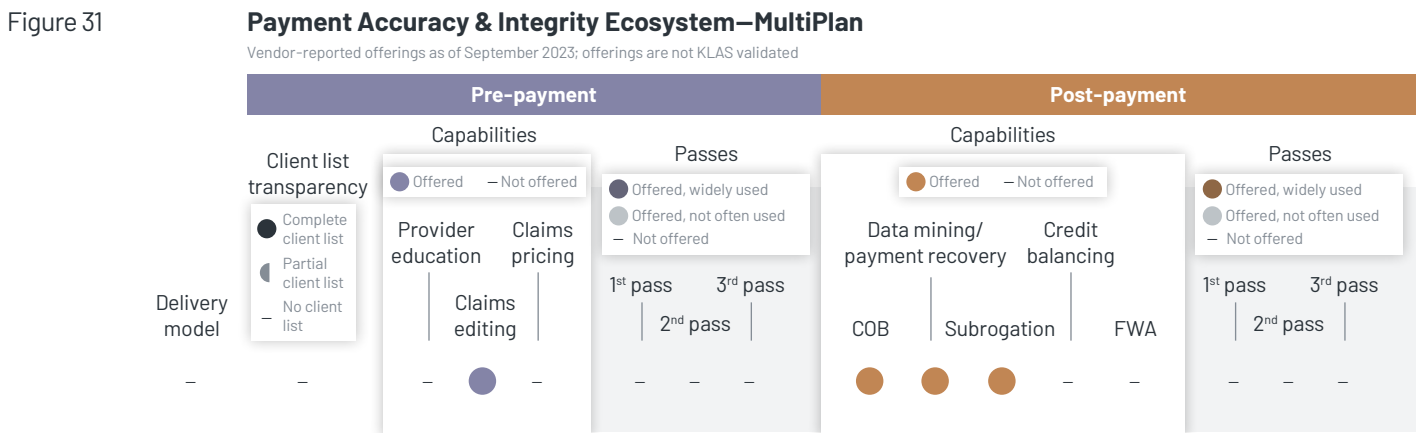 Figure 31
Payment Accuracy & Integrity Ecosystem—MultiPlan
Vendor-reported offerings as of September 2023; offerings are not KLAS validated
Pre-payment
Post-payment
Delivery
model
–
Client list
transparency
Complete
client list
Partial
client list
– No client
list
–
Capabilities
Offered
– Not offered
Provider
education
Claims
editing
Claims
pricing
–
–
Passes
Offered, widely used
Offered, not often used
– Not offered
1st pass
2nd pass
3rd pass
– – –
Capabilities
Offered
– Not offered
COB
Data mining/
payment recovery
Subrogation
Credit
balancing
FWA
– –
Passes
Offered, widely used
Offered, not often used
– Not offered
1st pass
2nd pass
3rd pass
– – –